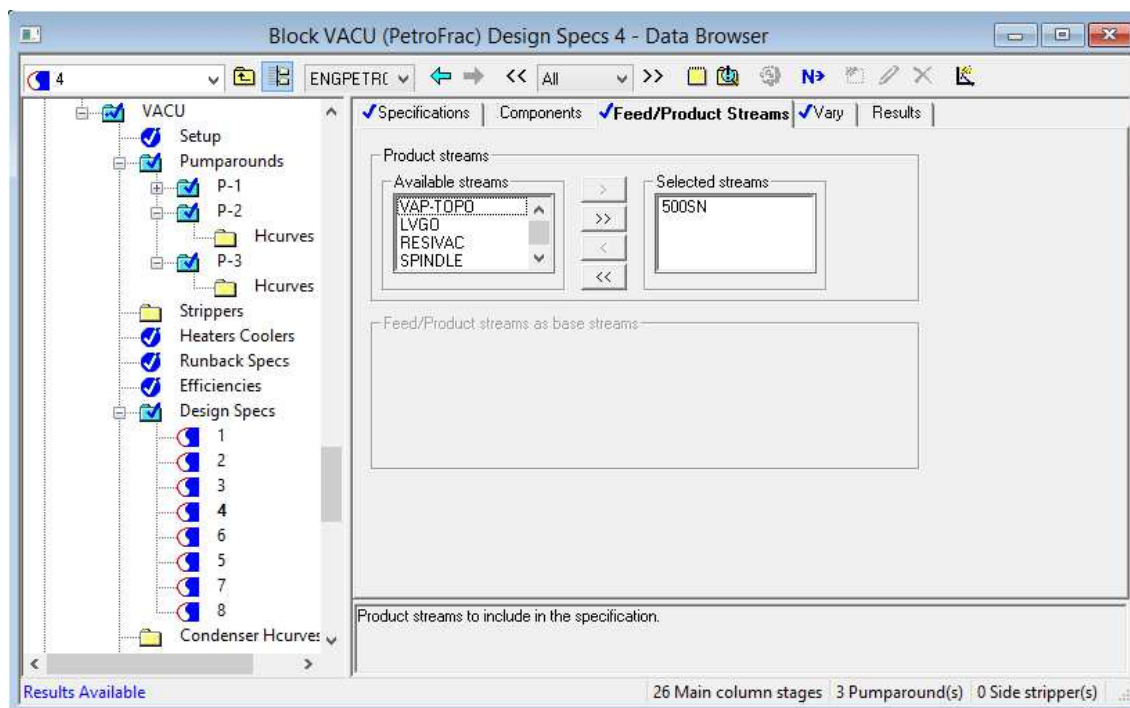 Block VACU (PetroFrac) Design Specs 4 - Data Browser
4 ENGPETRC << All >> N>
VACU
Setup
Pumparounds
P-1
P-2
Hcurves
P-3
Hcurves
Strippers
Heaters Coolers
Runback Specs
Efficiencies
Design Specs
1
2
3
4
6
5
7
8
Condenser Hcurves
Specifications Components Feed/Product Streams Vary Results
Product streams
Available streams
VAP-TOPO
LVGO
RESIVAC
SPINDLE
>
>>
<
<<
Selected streams
500SN
Feed/Product streams as base streams
Product streams to include in the specification.
Results Available 26 Main column stages 3 Pumparound(s) 0 Side stripper(s)